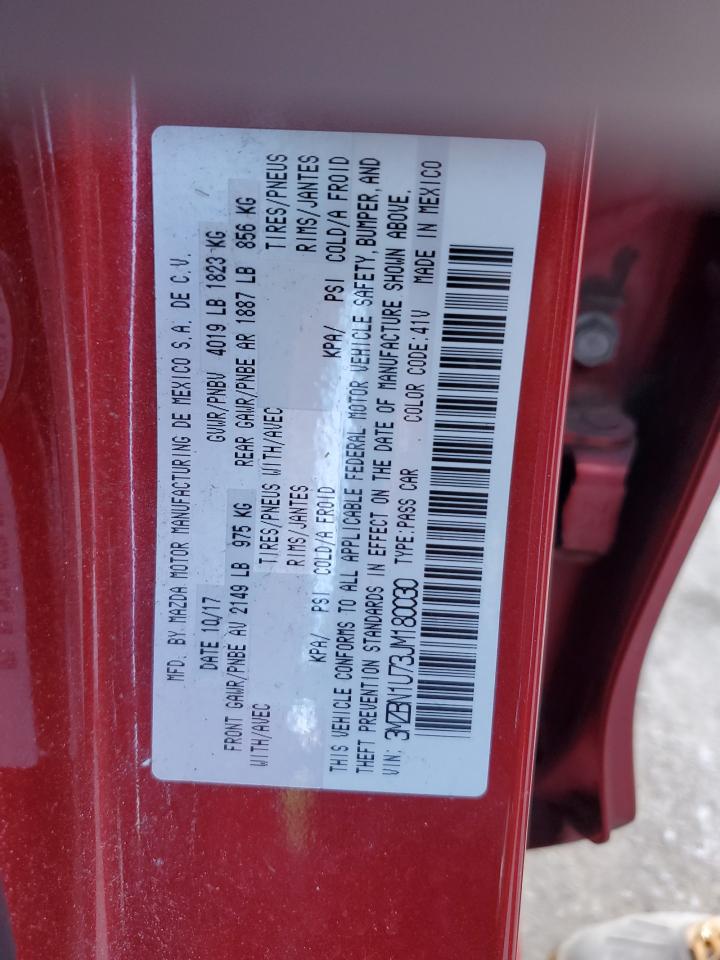 MFD. BY MAZDA MOTOR MANUFACTURING DE MEXICO S.A. DE C.V.
DATE 10/17 GVWR/PNBV 4019 LB 1823 KG
FRONT GAWR/PNBE AV 2149 LB 975 KG REAR GAWR/PNBE AR 1887 LB 856 KG
WITH/AVEC TIRES/PNEUS WITH/AVEC TIRES/PNEUS
RIMS/JANTES RIMS/JANTES
KPA/ PSI COLD/A FROID KPA/ PSI COLD/A FROID
THIS VEHICLE CONFORMS TO ALL APPLICABLE FEDERAL MOTOR VEHICLE SAFETY, BUMPER, AND
THEFT PREVENTION STANDARDS IN EFFECT ON THE DATE OF MANUFACTURE SHOWN ABOVE.
VIN: 3MZBN1U73JM180030 TYPE:PASS CAR COLOR CODE:41V MADE IN MEXICO